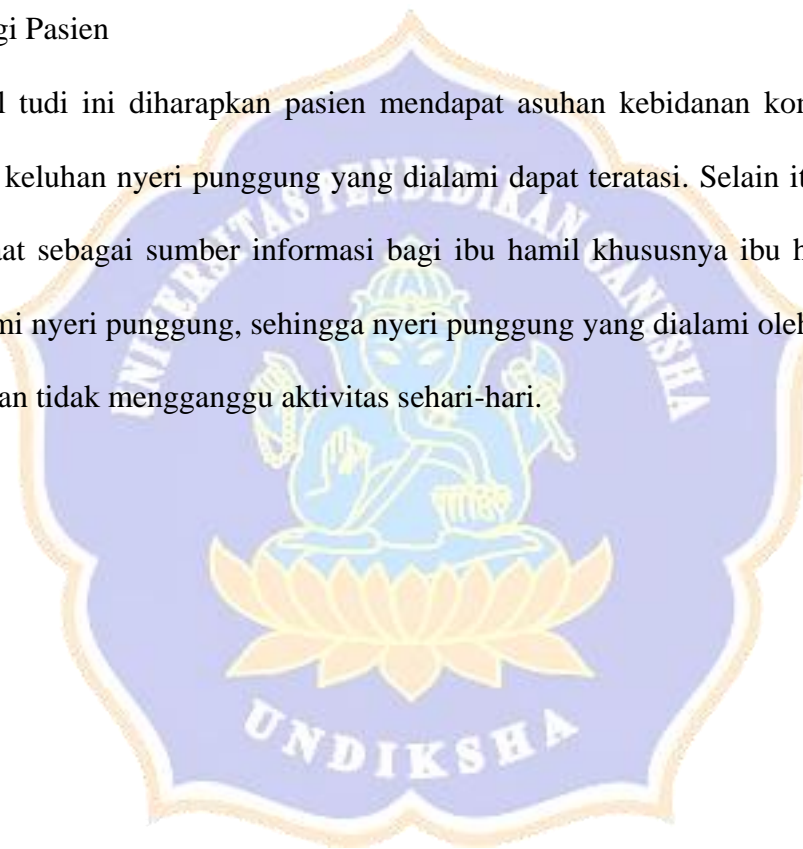 gi Pasien
l tudi ini diharapkan pasien mendapat asuhan kebidanan kor
keluhan nyeri punggung yang dialami dapat teratasi. Selain it
at sebagai sumber informasi bagi ibu hamil khususnya ibu h
mi nyeri punggung, sehingga nyeri punggung yang dialami oleh
an tidak mengganggu aktivitas sehari-hari.
UNIVERSITAS PENDIDIKAN GANESHA
UNDIKSHA